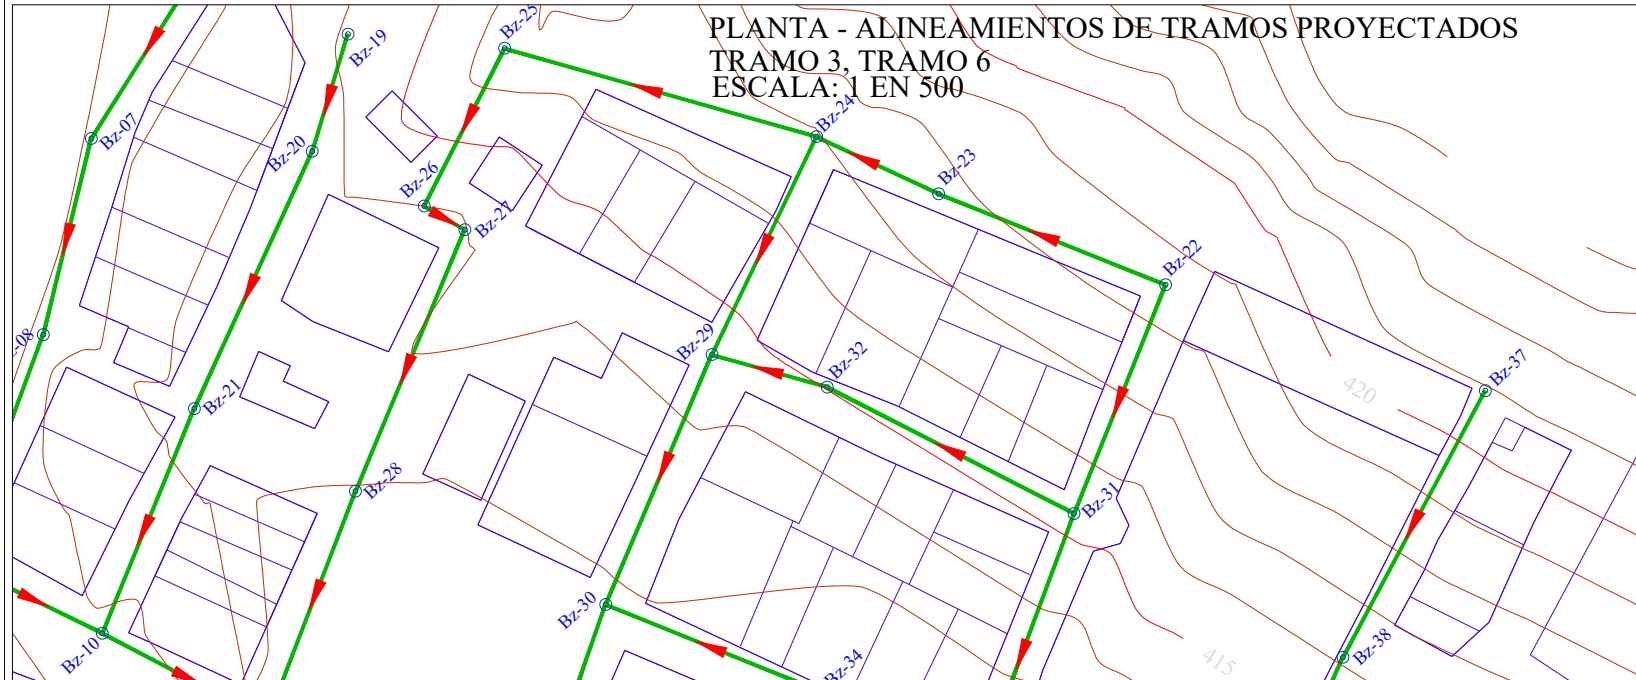 PLANTA - ALINEAMIENTOS DE TRAMOS PROYECTADOS
TRAMO 3, TRAMO 6
ESCALA: 1 EN 500
Bz-19
Bz-25
Bz-07
Bz-20
Bz-24
Bz-23
Bz-26
Bz-27
Bz-22
-08
Bz-29
Bz-32
Bz-37
Bz-21
420
Bz-28
Bz-31
Bz-30
Bz-10
Bz-34
Bz-38
415